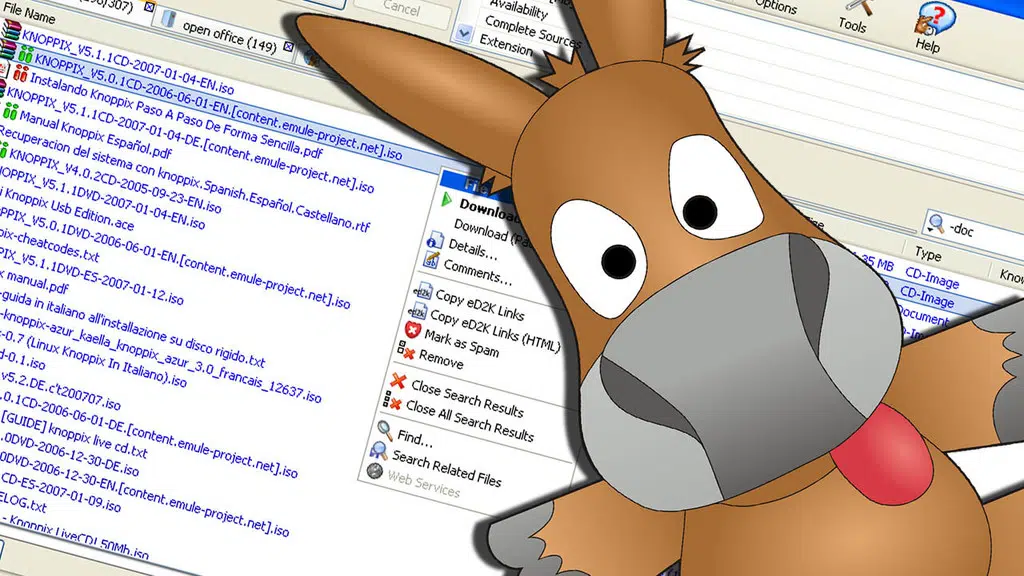 98/307)
open office (149)
File Name
KNOPPIX_V5.1.1CD-2007-01-04-EN.iso
KNOPPIX_V5.0.1CD-2006-06-01-EN.[content.emule-project.net].iso
Instalando Knoppix Paso A Paso De Forma Sencilla.pdf
KNOPPIX_V5.1.1CD-2007-01-04-DE.[content.emule-project.net].iso
Manual Knoppix Español.pdf
Recuperacion del sistema con knoppix.Spanish.Español.Castellano.rtf
KNOPPIX_V4.0.2CD-2005-09-23-EN.iso
OPPIX_V5.1.1DVD-2007-01-04-EN.iso
i Knoppix Usb Edition.ace
PPIX_V5.0.1DVD-2006-06-01-EN.[content.emule-project.net].iso
pix-cheatcodes.txt
PIX_V5.1.1DVD-ES-2007-01-12.iso
x manual.pdf
-guida in italiano all'installazione su disco rigido.txt
-knoppix-azur_kaella_knoppix_azur_3.0_francais_12637.iso
-0.7 (Linux Knoppix In Italiano).iso
d-0.1.iso
v5.2.DE.c't200707.iso
.0.1CD-2006-06-01-DE.[content.emule-project.net].iso
[GUIDE] knoppix live cd.txt
.0DVD-2006-12-30-DE.iso
0DVD-2006-12-30-EN.[content.emule-project.net].iso
CD-ES-2007-01-09.iso
ELOG.txt
- Knoppix LiveCD! 50Mb.iso
Cancel
Availability
Complete Sources
Extension
Options
Tools
Help
File
Download
Download (Pa
Details...
Comments...
Copy eD2K Links
Copy eD2K Links (HTML)
Mark as Spam
Remove
Close Search Results
Close All Search Results
Find...
Search Related Files
Web Services
-doc
Type
Know
35 MB
CD-Image
CD-Image
Document